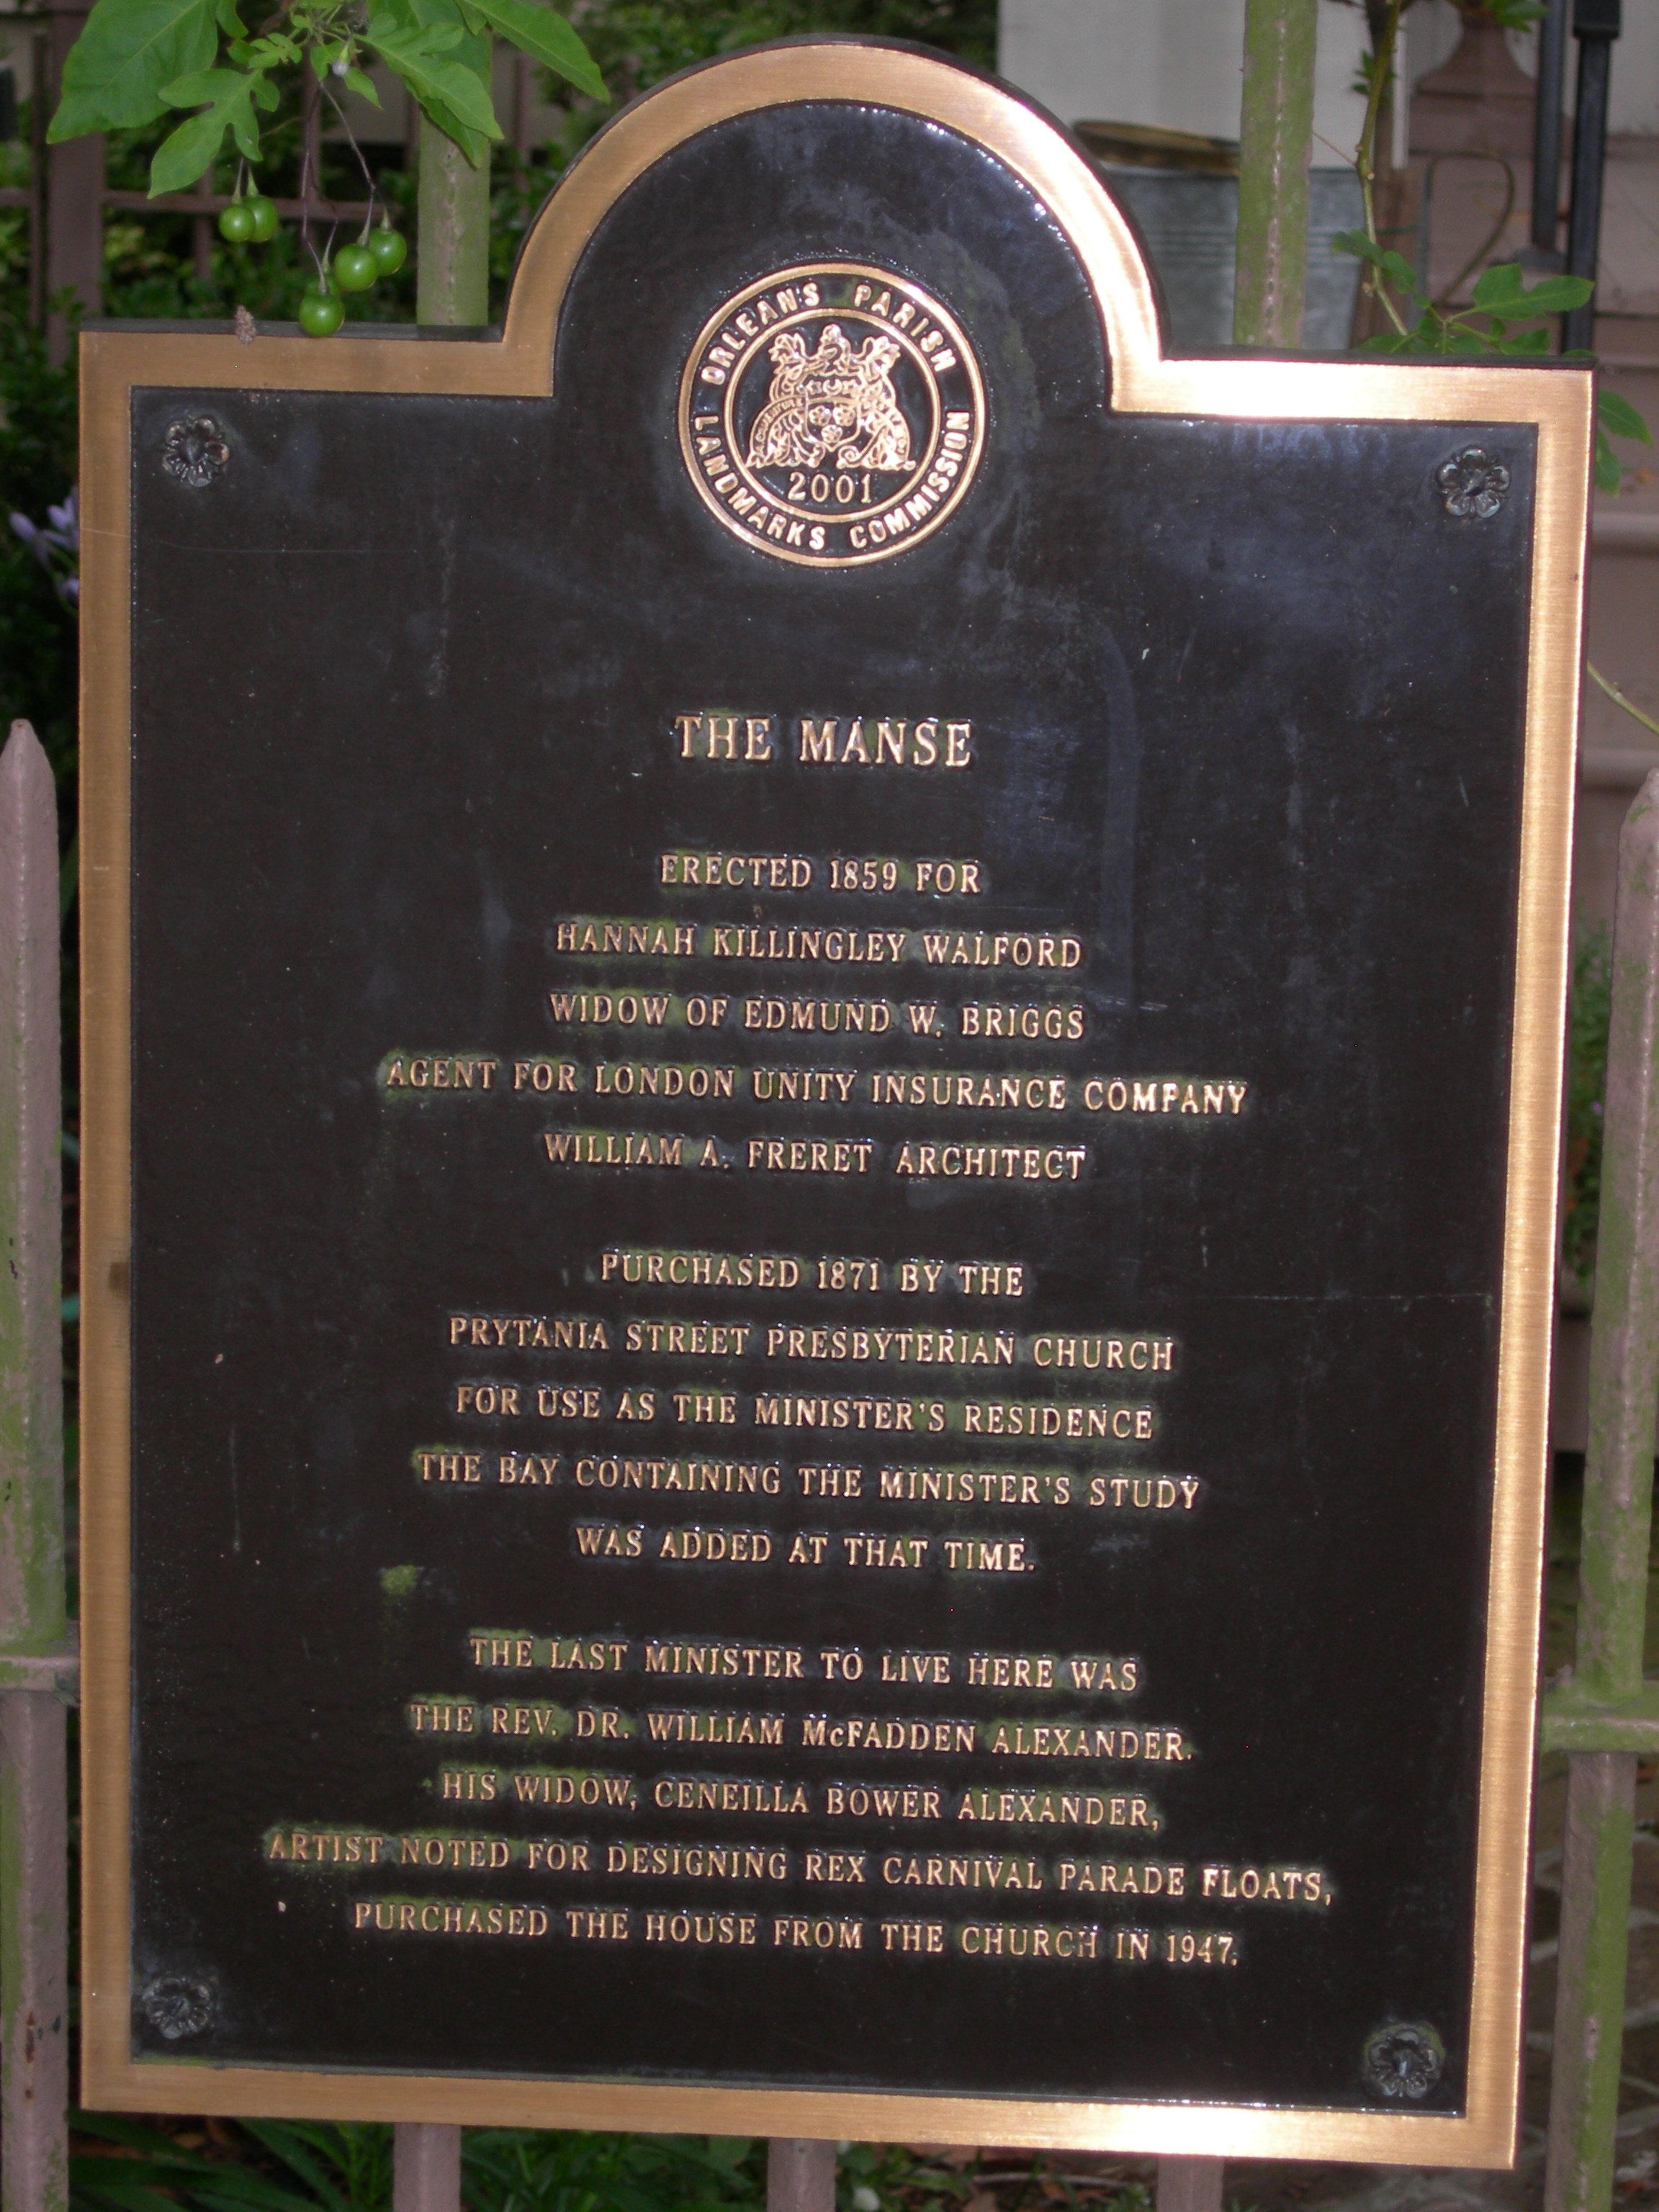 ORLEANS PARISH
LANDMARKS COMMISSION
2001
THE MANSE
ERECTED 1859 FOR
HANNAH KILLINGLEY WALFORD
WIDOW OF EDMUND W. BRIGGS
AGENT FOR LONDON UNITY INSURANCE COMPANY
WILLIAM A. FRERET ARCHITECT
PURCHASED 1871 BY THE
PRYTANIA STREET PRESBYTERIAN CHURCH
FOR USE AS THE MINISTER'S RESIDENCE
THE BAY CONTAINING THE MINISTER'S STUDY
WAS ADDED AT THAT TIME.
THE LAST MINISTER TO LIVE HERE WAS
THE REV. DR. WILLIAM McFADDEN ALEXANDER.
HIS WIDOW, CENEILLA BOWER ALEXANDER,
ARTIST NOTED FOR DESIGNING REX CARNIVAL PARADE FLOATS,
PURCHASED THE HOUSE FROM THE CHURCH IN 1947.